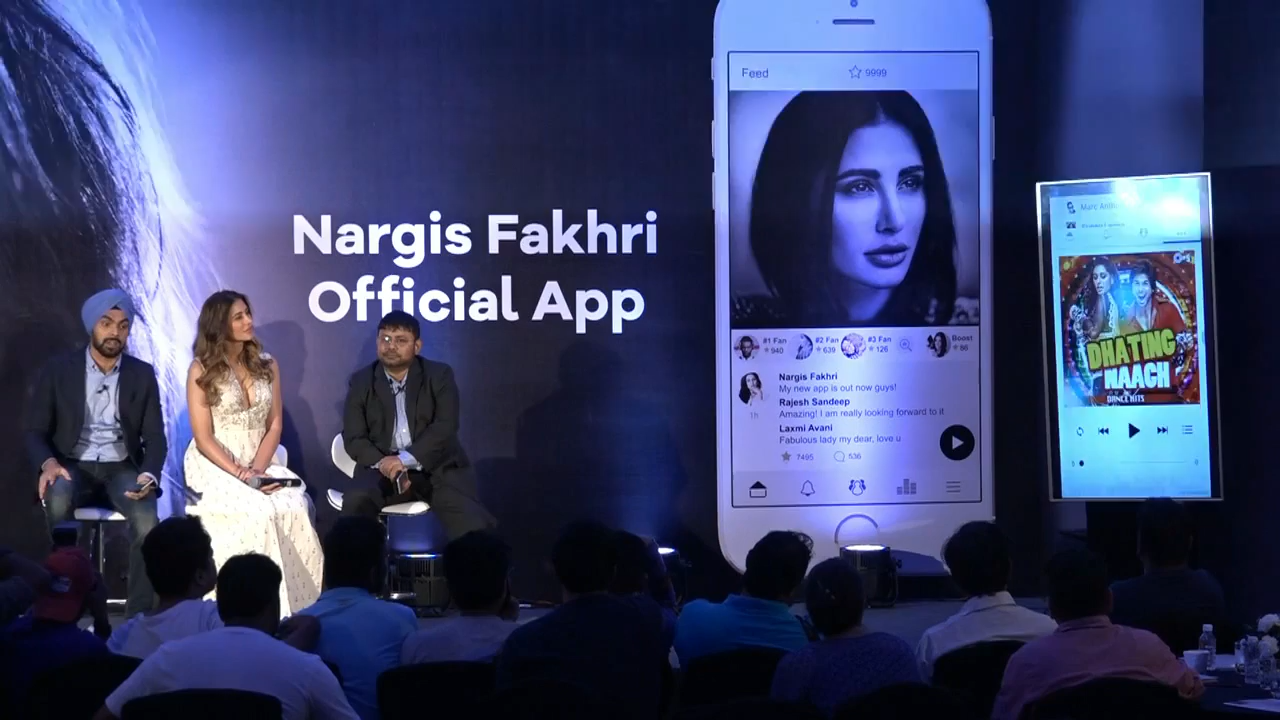 Nargis Fakhri
Official App
Feed
9999
#1 Fan
940
#2 Fan
639
#3 Fan
126
Boost
86
Nargis Fakhri
My new app is out now guys!
1h
Rajesh Sandeep
Amazing! I am really looking forward to it
Laxmi Avani
Fabulous lady my dear, love u
7495
536
Marc
DHATING
NAACH
DANCE HITS